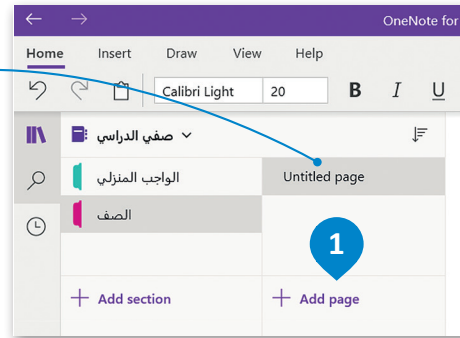 OneNote for
Home Insert Draw View Help
Calibri Light 20 B I U
صفي الدراسي
الواجب المنزلي Untitled page
الصف
1
Add section Add page